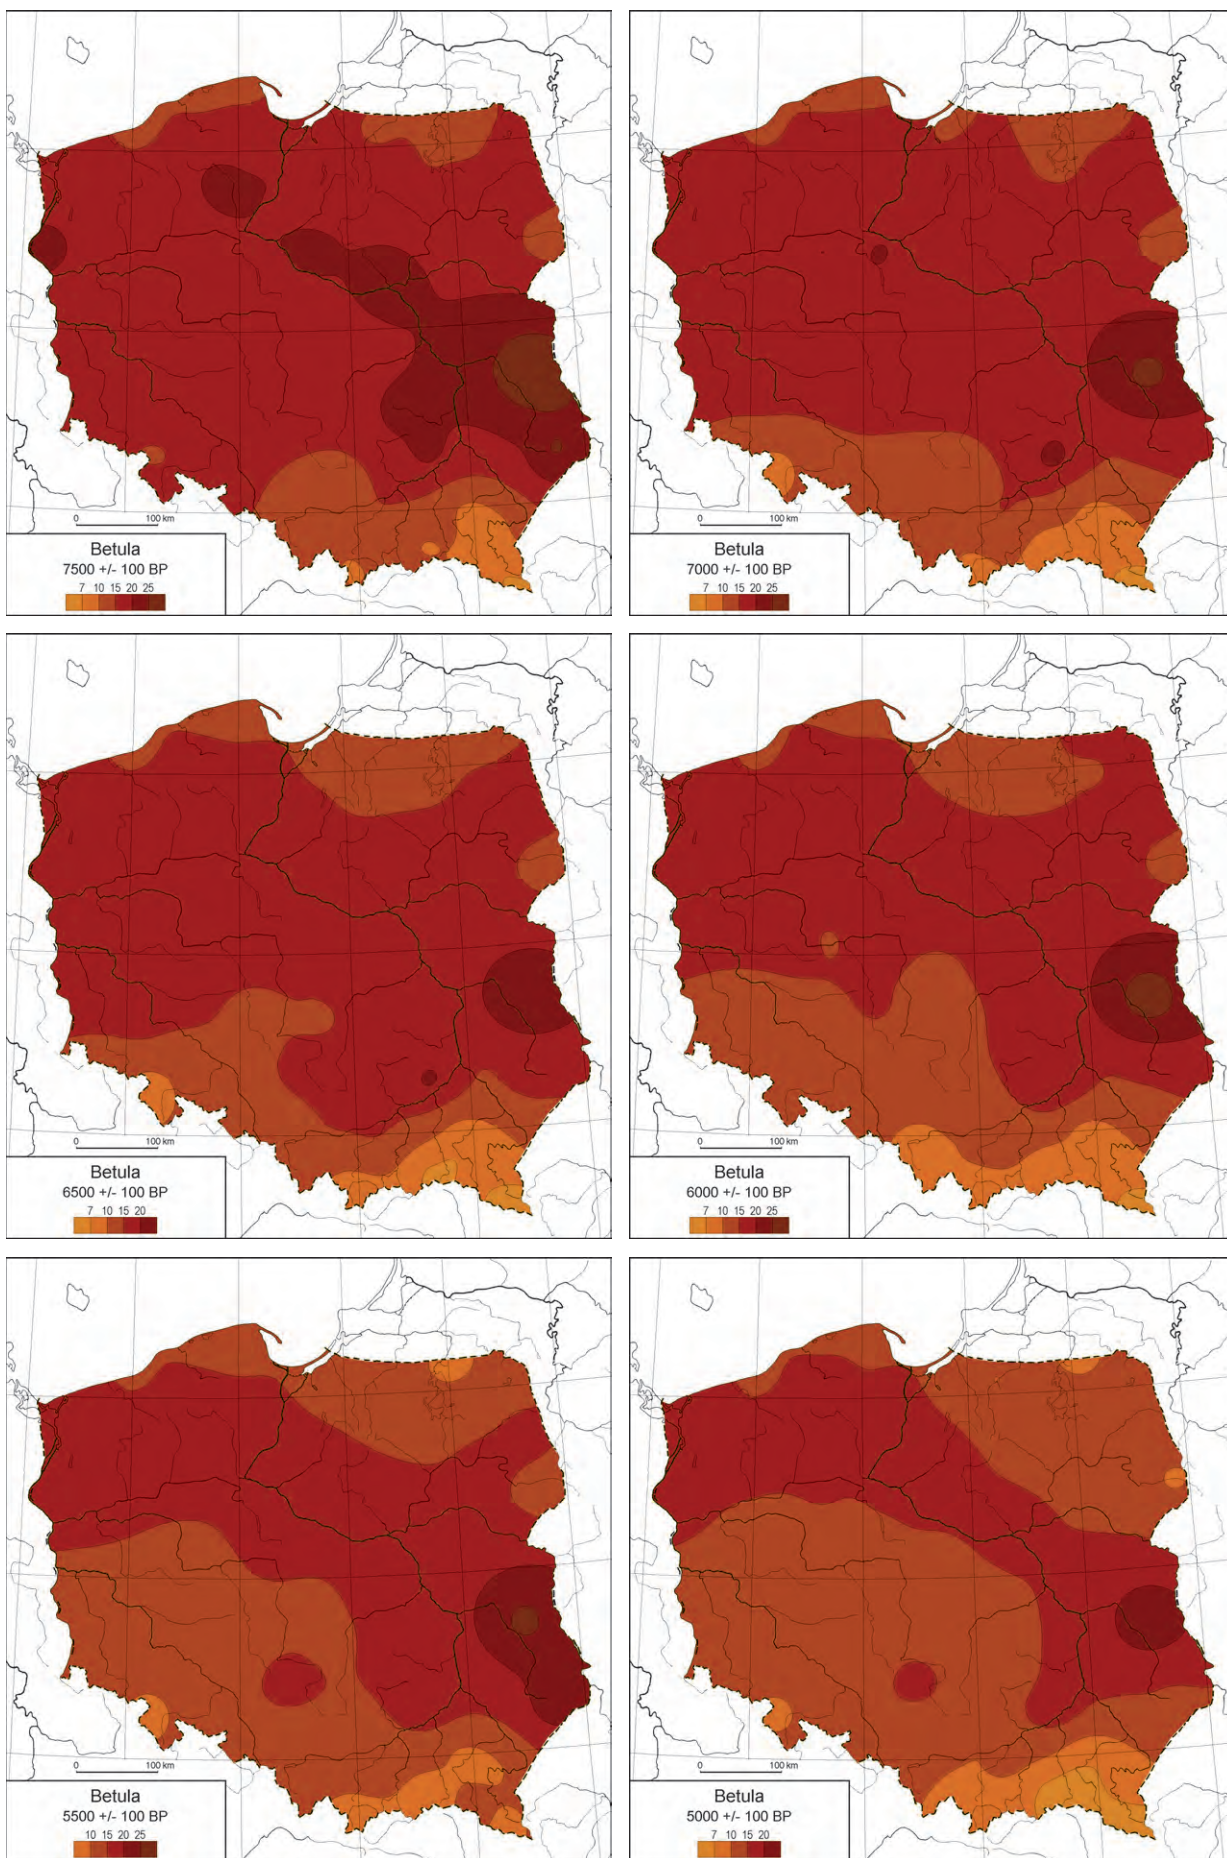 0 100 km
Betula
7500 +/- 100 BP
7 10 15 20 25
0 100 km
Betula
7000 +/- 100 BP
7 10 15 20 25
0 100 km
Betula
6500 +/- 100 BP
7 10 15 20
0 100 km
Betula
6000 +/- 100 BP
7 10 15 20 25
0 100 km
Betula
5500 +/- 100 BP
10 15 20 25
0 100 km
Betula
5000 +/- 100 BP
7 10 15 20